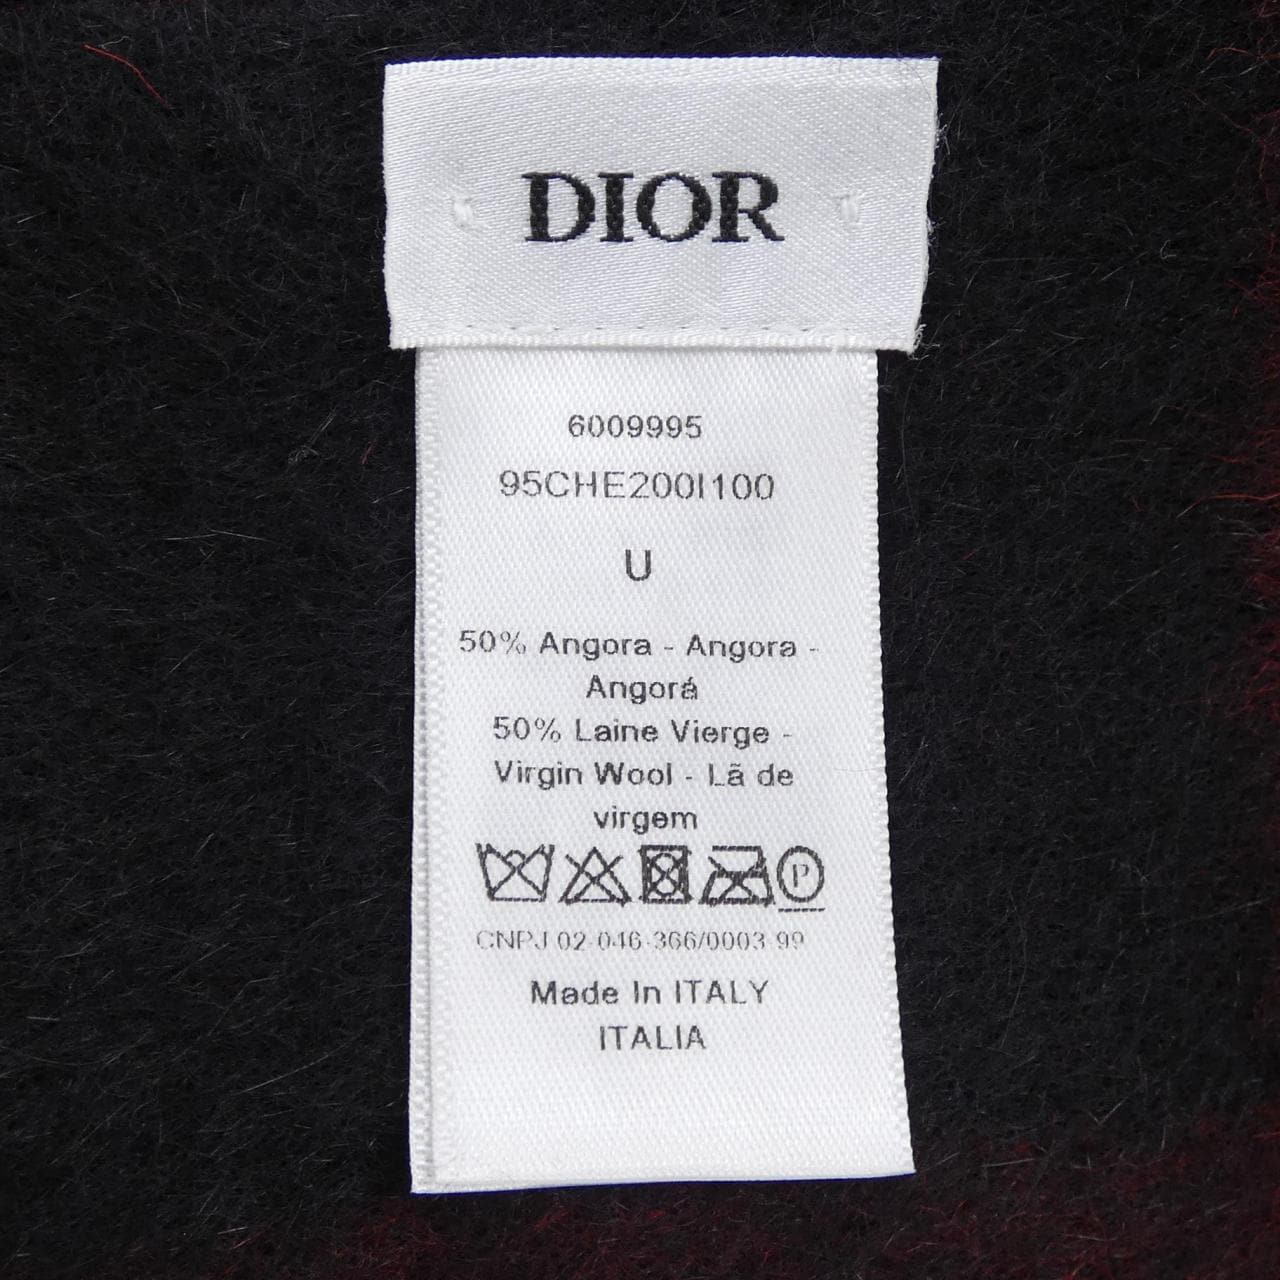 DIOR
6009995
95CHE200I100
U
50% Angora - Angora -
Angorá
50% Laine Vierge -
Virgin Wool - Lã de
virgem
P
CNPJ 02-046-366/0003-99
Made In ITALY
ITALIA